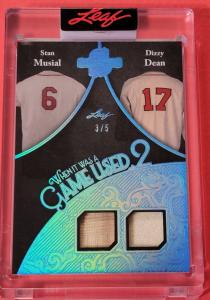 Leaf
Stan Musial
Dizzy Dean
6
17
Leaf
3/5
WHEN IT WAS A
GAME USED 2